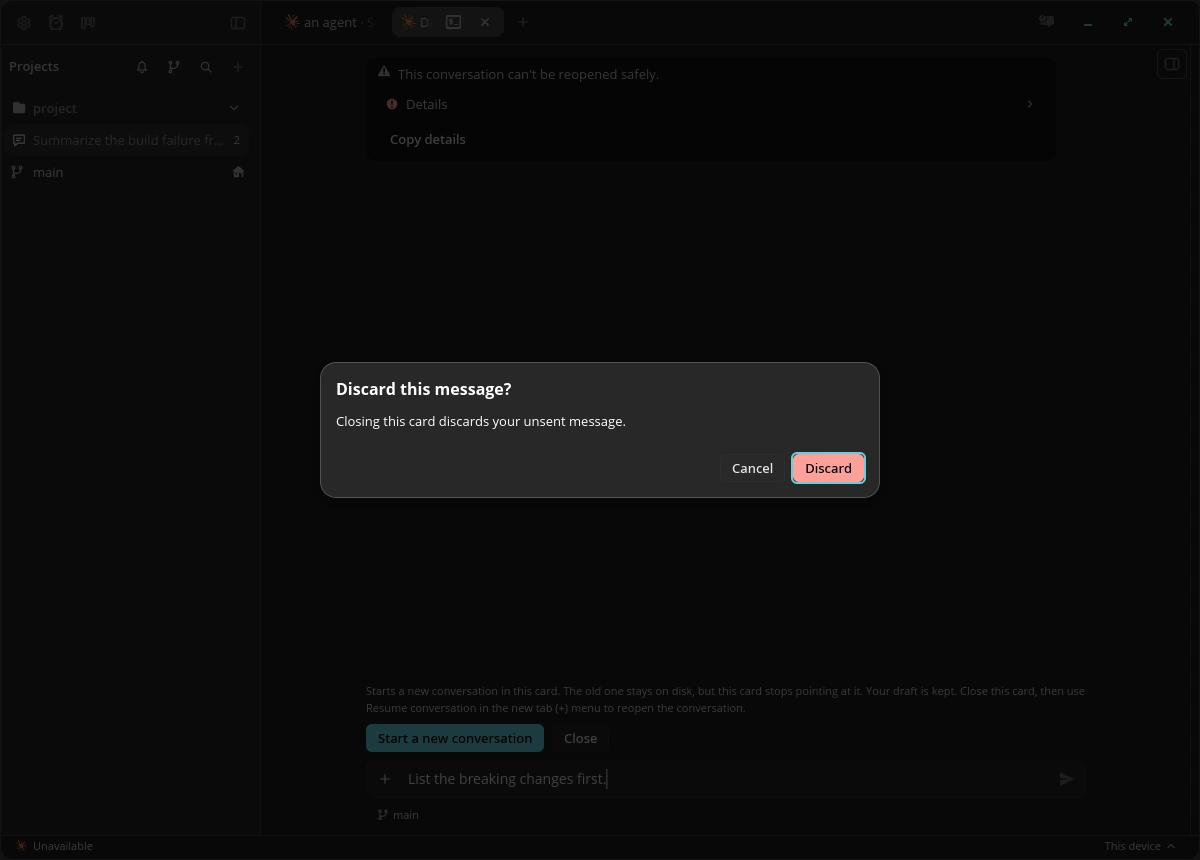 an agent · S
D
Projects
project
Summarize the build failure fr... 2
main
This conversation can't be reopened safely.
Details
Copy details
Discard this message?
Closing this card discards your unsent message.
Cancel
Discard
Starts a new conversation in this card. The old one stays on disk, but this card stops pointing at it. Your draft is kept. Close this card, then use
Resume conversation in the new tab (+) menu to reopen the conversation.
Start a new conversation
Close
List the breaking changes first.
main
Unavailable
This device